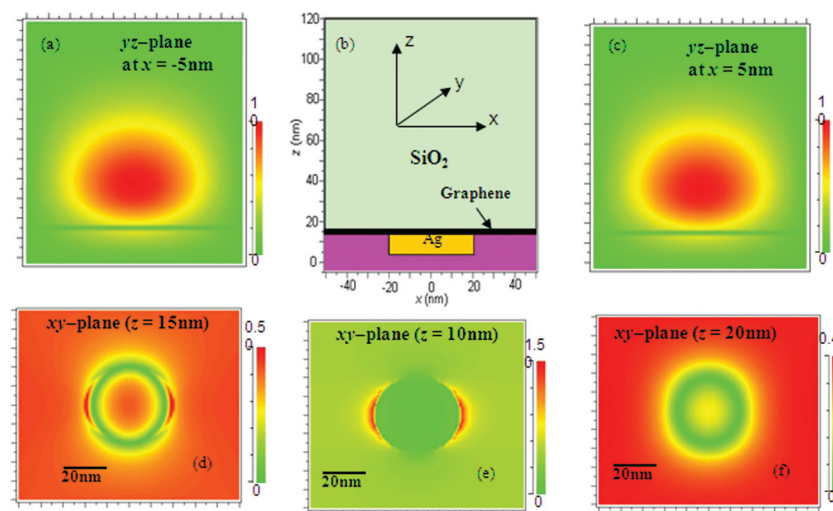 (a)
yz–plane
at x = -5nm
1
0
0
(b)
120
100
80
60
40
20
0
z (nm)
z
y
x
SiO₂
Graphene
Ag
-40
-20
0
20
40
x (nm)
(c)
yz–plane
at x = 5nm
1
0
0
xy–plane (z = 15nm)
0.5
0
0
20nm
(d)
xy–plane (z = 10nm)
1.5
0
0
20nm
(e)
xy–plane (z = 20nm)
0.4
20nm
(f)
0